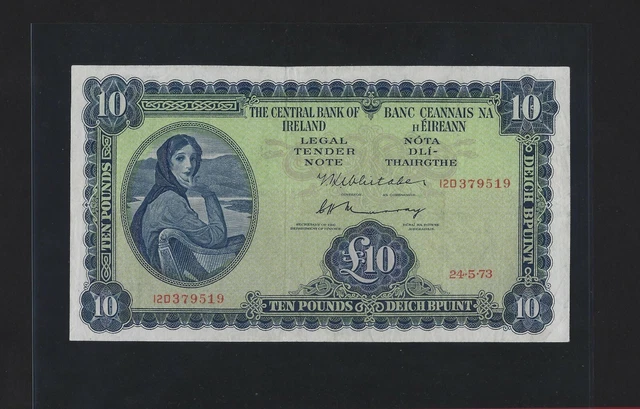 10
10
THE CENTRAL BANK OF IRELAND
BANC CEANNAIS NA hÉIREANN
LEGAL TENDER NOTE
NÓTA DLÍ-THAIRGTHE
TEN POUNDS
DEICH BPUINT
12D379519
£10
24·5·73
12D379519
10
TEN POUNDS
DEICH BPUINT
10